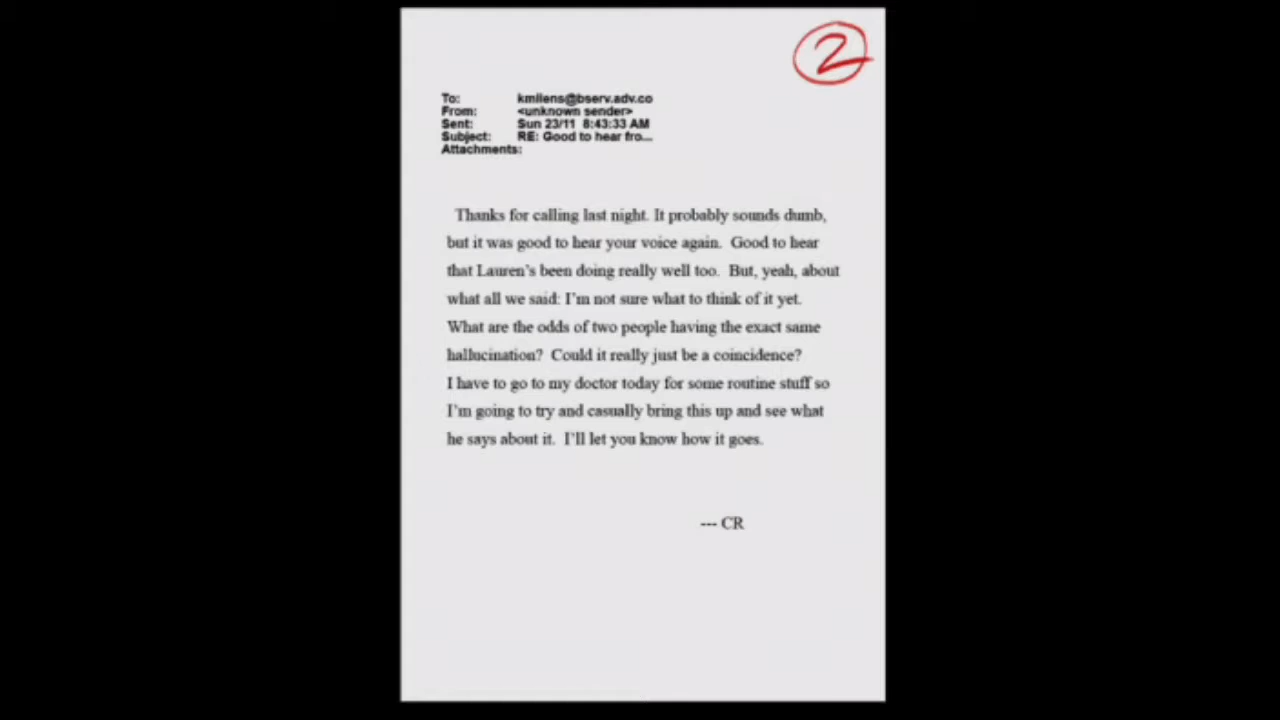 2
To: kmilens@bserv.adv.co
From: <unknown sender>
Sent: Sun 23/11 8:43:33 AM
Subject: RE: Good to hear fro...
Attachments:
Thanks for calling last night. It probably sounds dumb,
but it was good to hear your voice again. Good to hear
that Lauren's been doing really well too. But, yeah, about
what all we said: I'm not sure what to think of it yet.
What are the odds of two people having the exact same
hallucination? Could it really just be a coincidence?
I have to go to my doctor today for some routine stuff so
I'm going to try and casually bring this up and see what
he says about it. I'll let you know how it goes.
--- CR